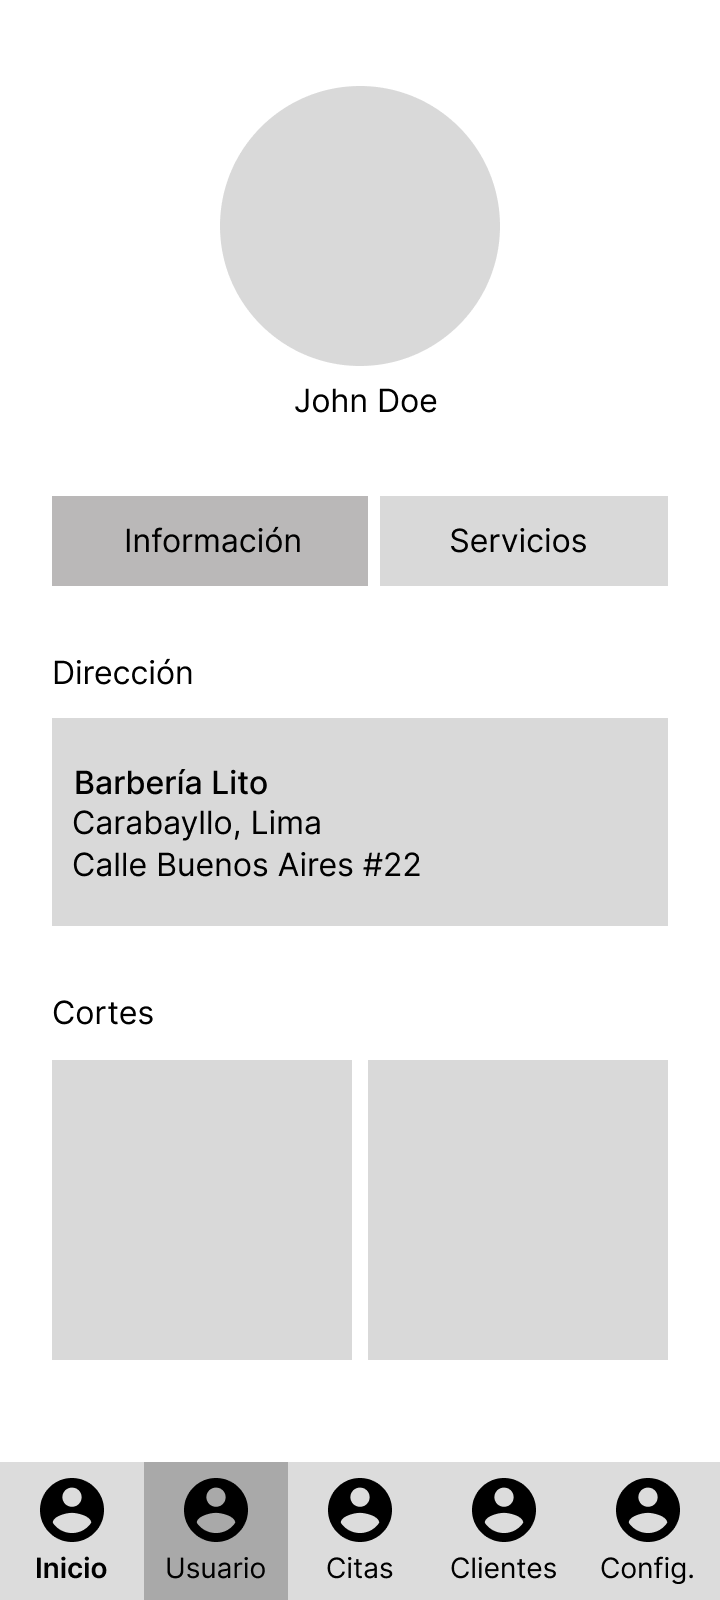 John Doe
Información
Servicios
Dirección
Barbería Lito
Carabayllo, Lima
Calle Buenos Aires #22
Cortes
Inicio
Usuario
Citas
Clientes
Config.